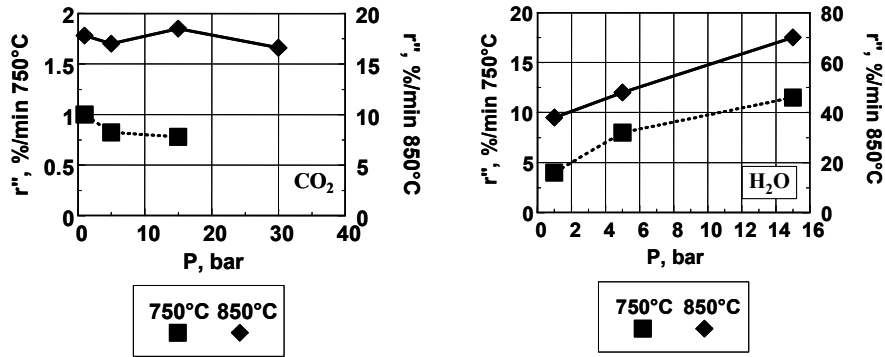 r'', %/min 750°C
2
1.5
1
0.5
0
20
15
10
5
0
r'', %/min 850°C
CO₂
0 10 20 30 40
P, bar
750°C 850°C
r'', %/min 750°C
20
15
10
5
0
80
60
40
20
0
r'', %/min 850°C
H₂O
0 2 4 6 8 10 12 14 16
P, bar
750°C 850°C